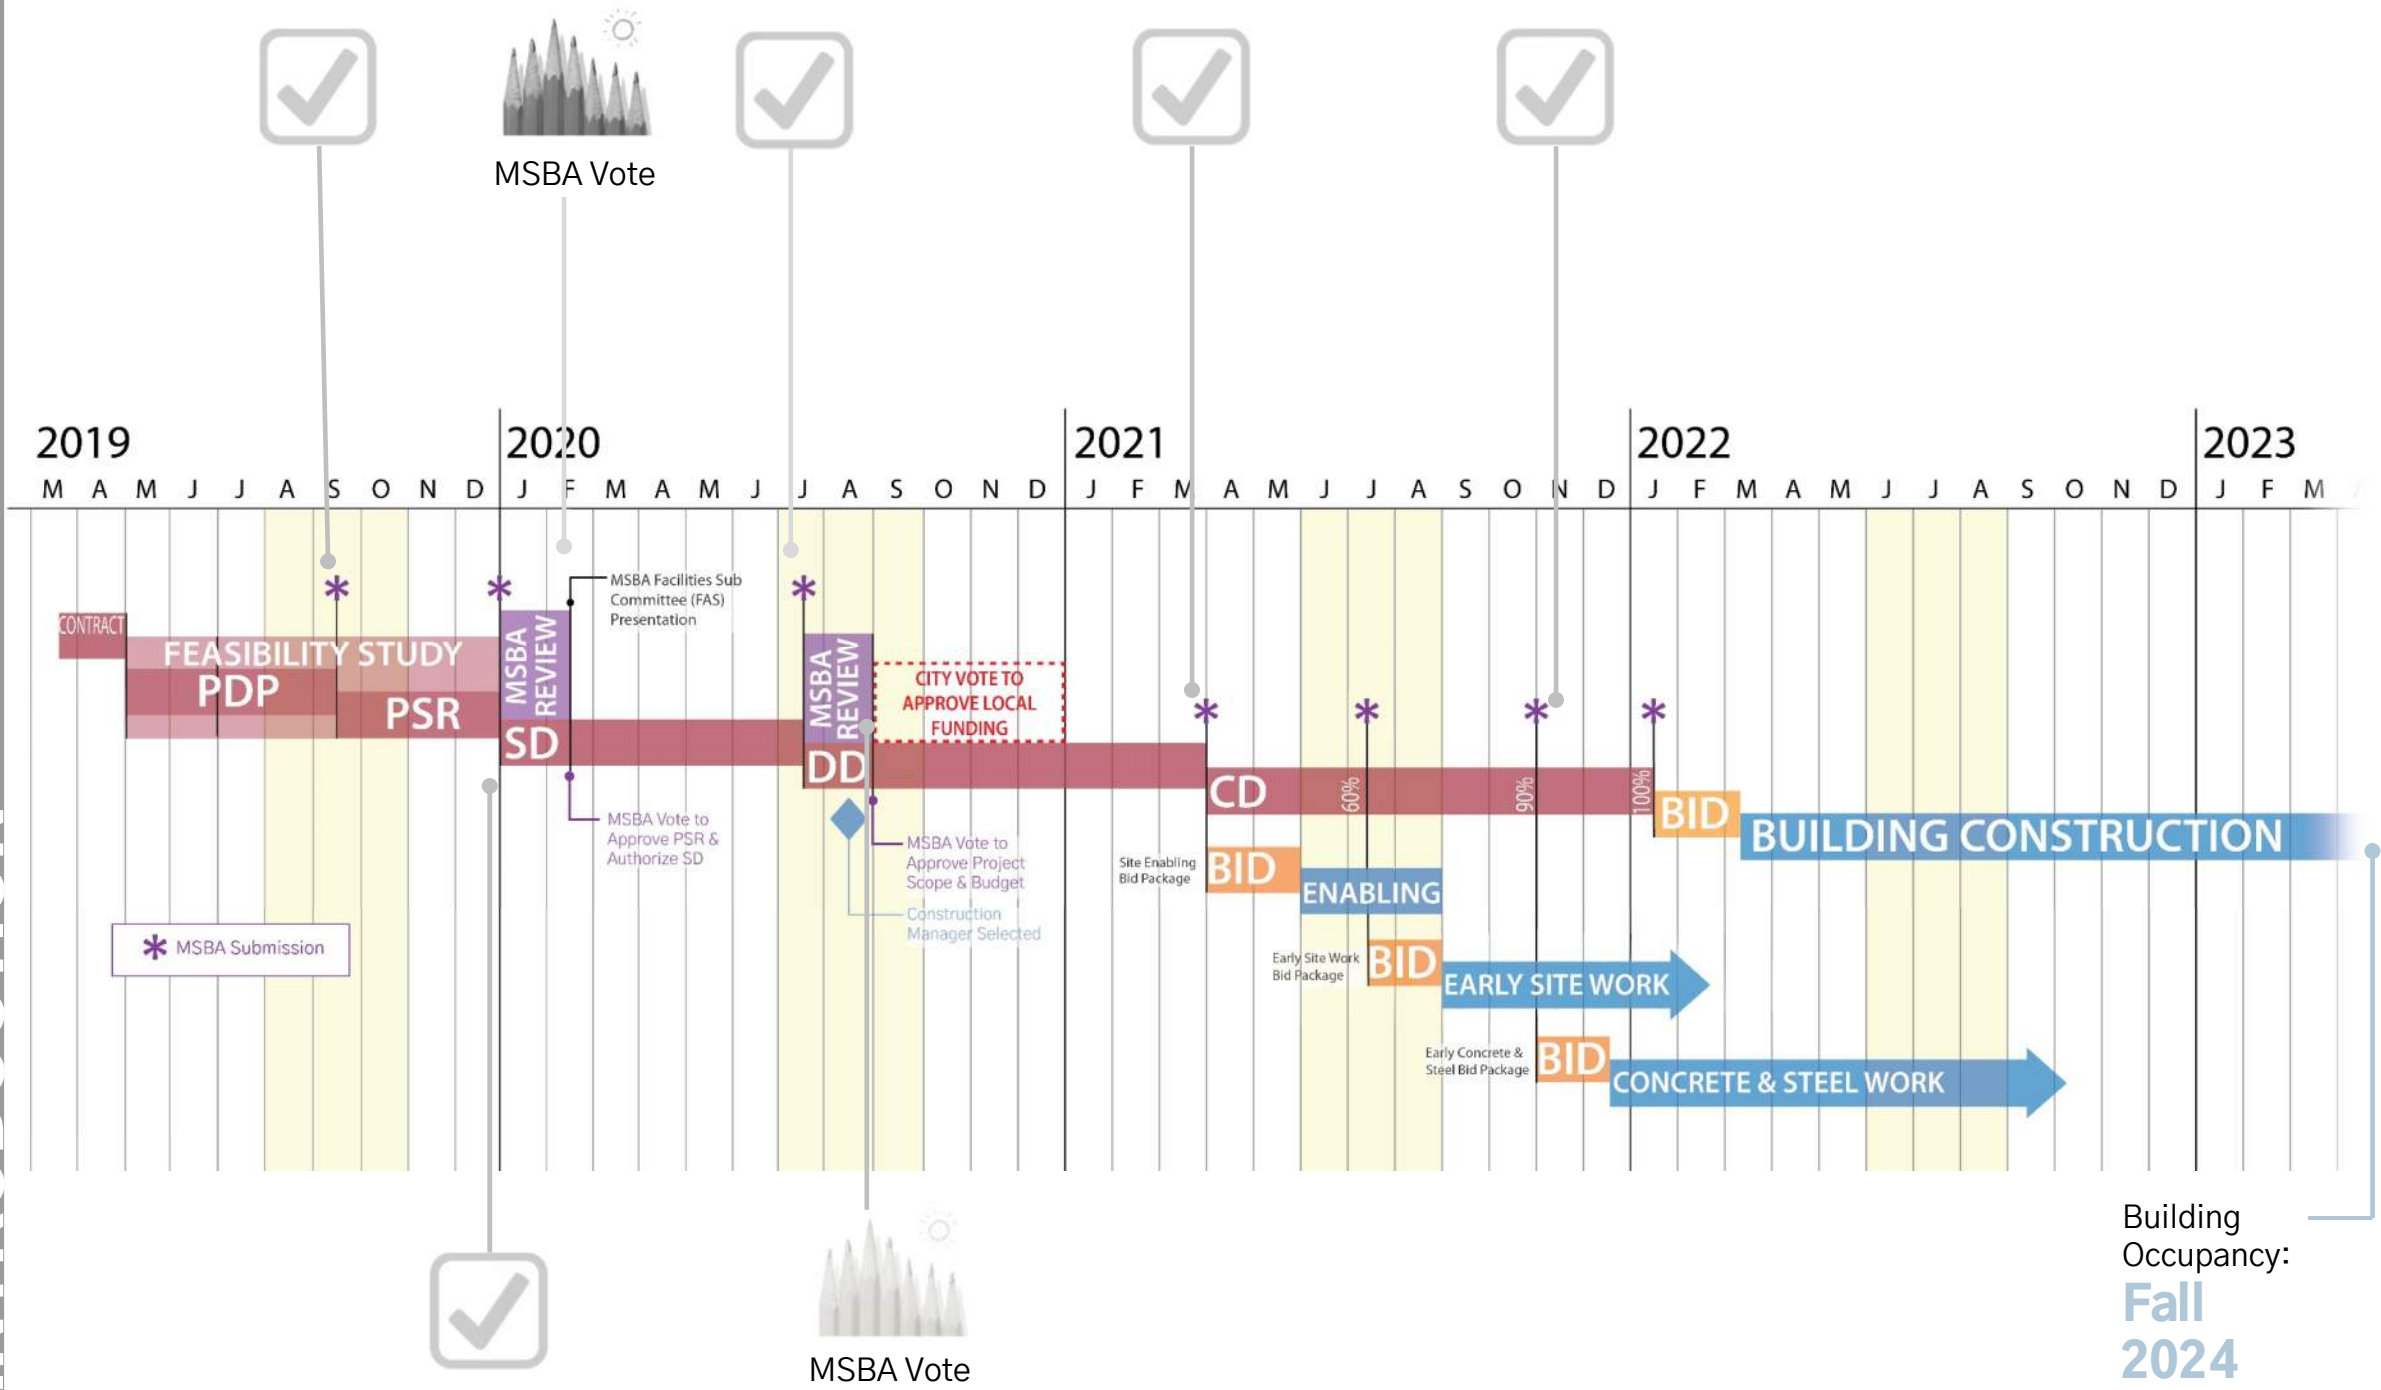 MSBA Vote
2019 2020 2021 2022 2023
M A M J J A S O N D J F M A M J J A S O N D J F M A M J J A S O N D J F M A M J J A S O N D J F M
MSBA Facilities Sub
Committee (FAS)
Presentation
CONTRACT
FEASIBILITY STUDY
PDP
PSR
MSBA
REVIEW
SD
MSBA
REVIEW
DD
CITY VOTE TO
APPROVE LOCAL
FUNDING
CD
60%
90%
100%
BID
BUILDING CONSTRUCTION
MSBA Vote to
Approve PSR &
Authorize SD
MSBA Vote to
Approve Project
Scope & Budget
Construction
Manager Selected
Site Enabling
Bid Package
BID
ENABLING
* MSBA Submission
Early Site Work
Bid Package
BID
EARLY SITE WORK
Early Concrete &
Steel Bid Package
BID
CONCRETE & STEEL WORK
MSBA Vote
Building
Occupancy:
Fall
2024